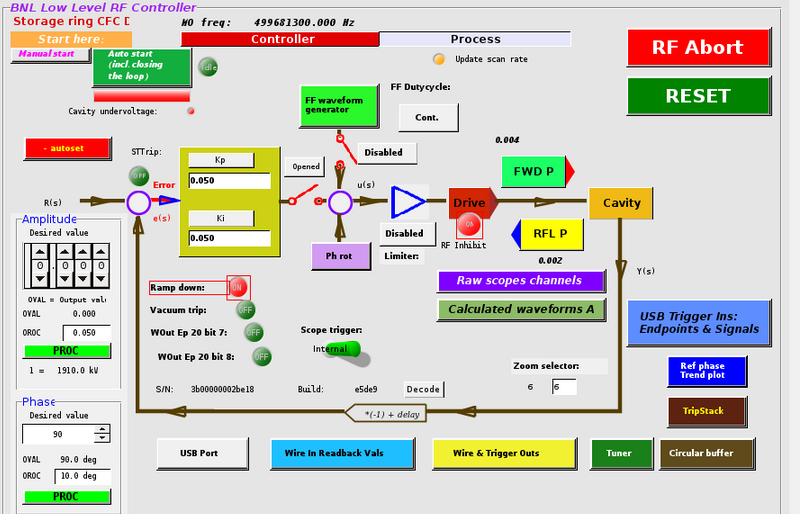 BNL Low Level RF Controller
Storage ring CFC
MO freq: 499681300.000 Hz
Start here:
Controller
Process
RF Abort
Manual start
Auto start
(incl.closing
the loop)
Idle
Update scan rate
RESET
Cavity undervoltage:
FF waveform
generator
FF Dutycycle:
Cont.
- autoset
STTrip:
OFF
Kp
0.050
Ki
0.050
Opened
Disabled
0.004
FWD P
R(s)
Error
e(s)
u(s)
Drive
ON
RF Inhibit
Cavity
Disabled
Limiter:
RFL P
0.002
Ph rot
Y(s)
Amplitude
Desired value
0 . 0 0 0
OVAL = Output valu
OVAL 0.000
OROC 0.050
PROC
1 = 1910.0 kV
Ramp down: ON
Vacuum trip: OFF
WOut Ep 20 bit 7: OFF
WOut Ep 20 bit 8: OFF
Scope trigger:
Internal
Raw scopes channels
Calculated waveforms A
USB Trigger Ins:
Endpoints & Signals
Zoom selector:
6 6
Ref phase
Trend plot
S/N: 3b00000002be18 Build: e5de9 Decode
*(-1) + delay
TripStack
Phase
Desired value
90
OVAL 90.0 deg
OROC 10.0 deg
PROC
USB Port
Wire In Readback Vals
Wire & Trigger Outs
Tuner
Circular buffer